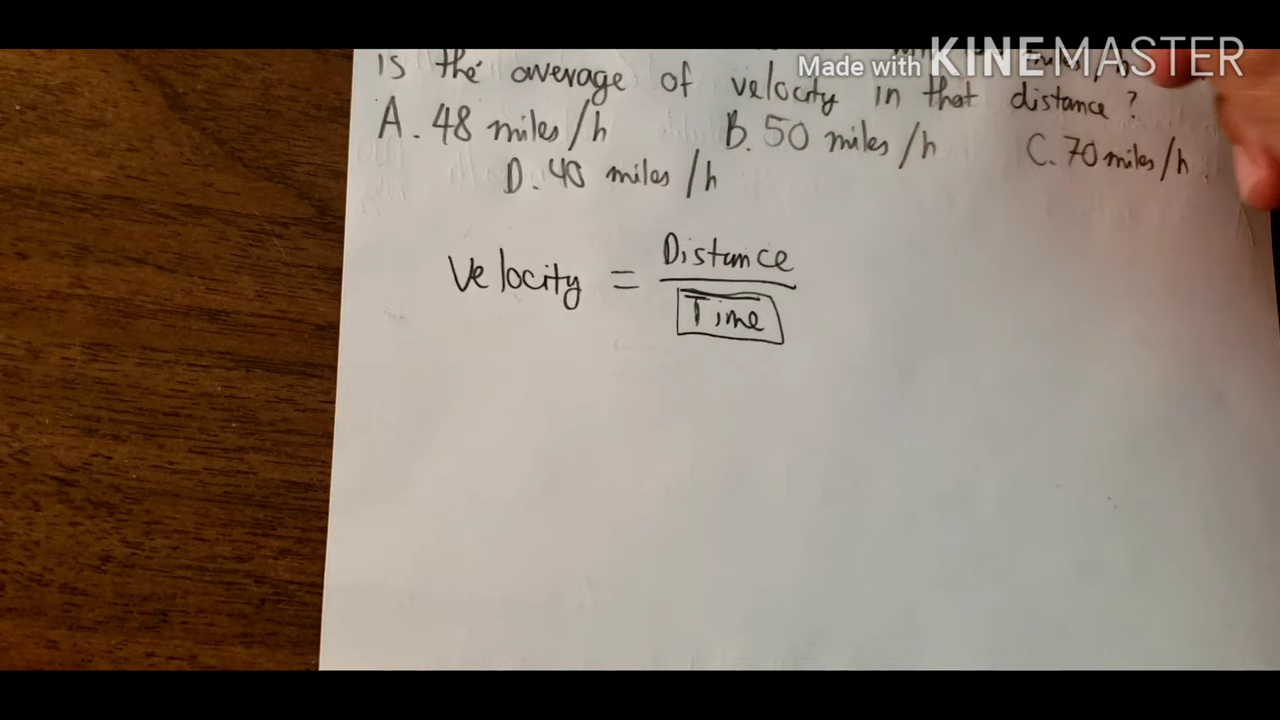 Made with KINEMASTER
is the average of velocity in that distance?
A. 48 miles/h B. 50 miles/h C. 70 miles/h
D. 40 miles/h
Velocity = Distance
Time